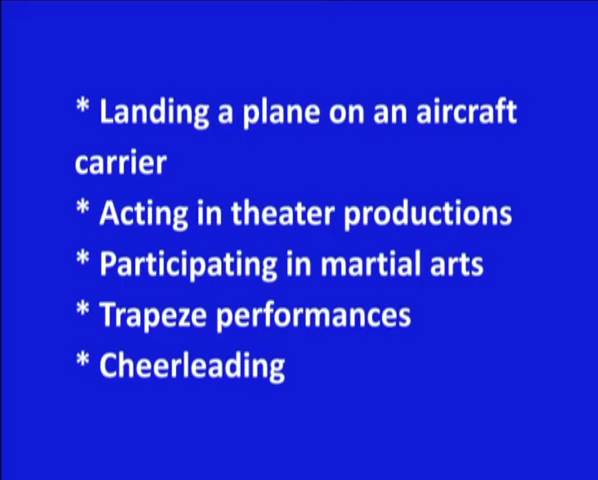 * Landing a plane on an aircraft
carrier
* Acting in theater productions
* Participating in martial arts
* Trapeze performances
* Cheerleading